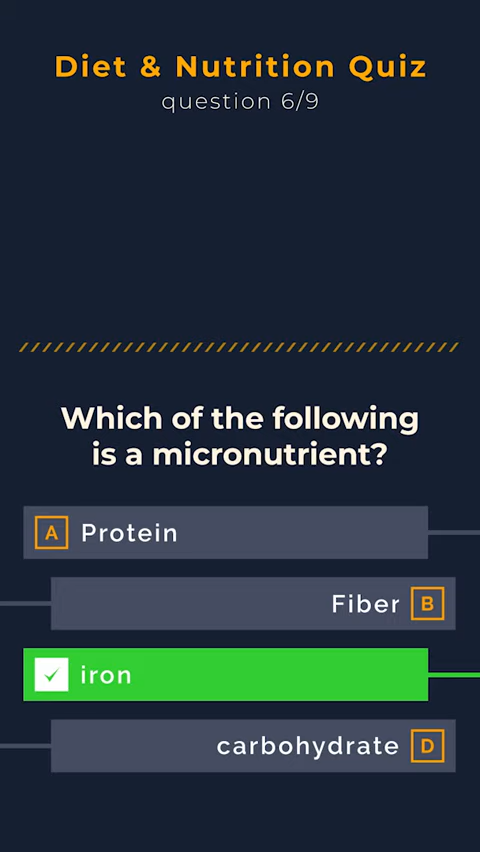 Diet & Nutrition Quiz
question 6/9
Which of the following
is a micronutrient?
A Protein
Fiber B
iron
carbohydrate D